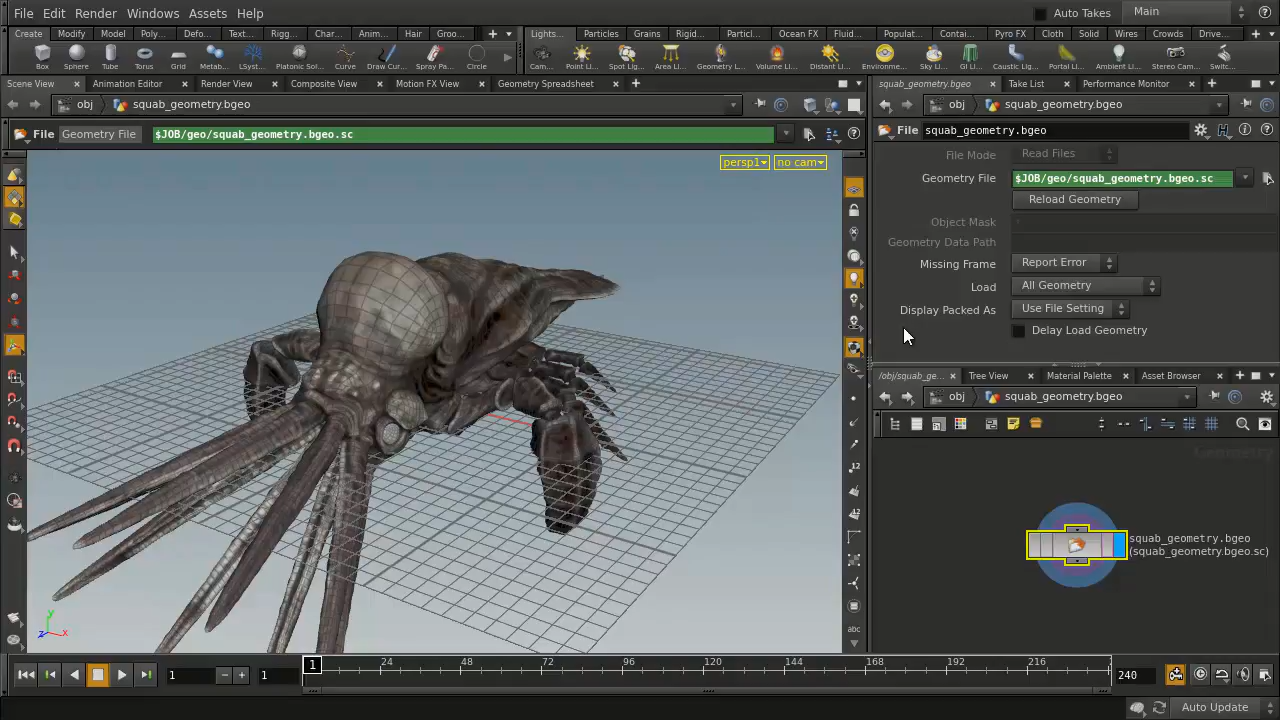 File Edit Render Windows Assets Help Auto Takes Main
Create Modify Model Poly... Defo... Text... Rigg... Char... Anim... Hair Groo... Lights... Particles Grains Rigid... Particl... Ocean FX Fluid... Populat... Contai... Pyro FX Cloth Solid Wires Crowds Drive...
Box Sphere Tube Torus Grid Metab... LSyst... Platonic Sol... Curve Draw Cur... Spray Pa... Circle Cam... Point Li... Spot Lig... Area Li... Geometry L... Volume Li... Distant Li... Environme... Sky Li... GI Li... Caustic Lig... Portal Li... Ambient Li... Stereo Cam... Switc...
Scene View Animation Editor Render View Composite View Motion FX View Geometry Spreadsheet
obj squab_geometry.bgeo
File Geometry File $JOB/geo/squab_geometry.bgeo.sc
persp1 no cam
12
42
abc
y
z x
squab_geometry.bgeo Take List Performance Monitor
obj squab_geometry.bgeo
File squab_geometry.bgeo
File Mode Read Files
Geometry File $JOB/geo/squab_geometry.bgeo.sc
Reload Geometry
Object Mask *
Geometry Data Path
Missing Frame Report Error
Load All Geometry
Display Packed As Use File Setting
Delay Load Geometry
/obj/squab_ge... Tree View Material Palette Asset Browser
obj squab_geometry.bgeo
Geometry
squab_geometry.bgeo
(squab_geometry.bgeo.sc)
1 1 1 24 48 72 96 120 144 168 192 216 240
Auto Update